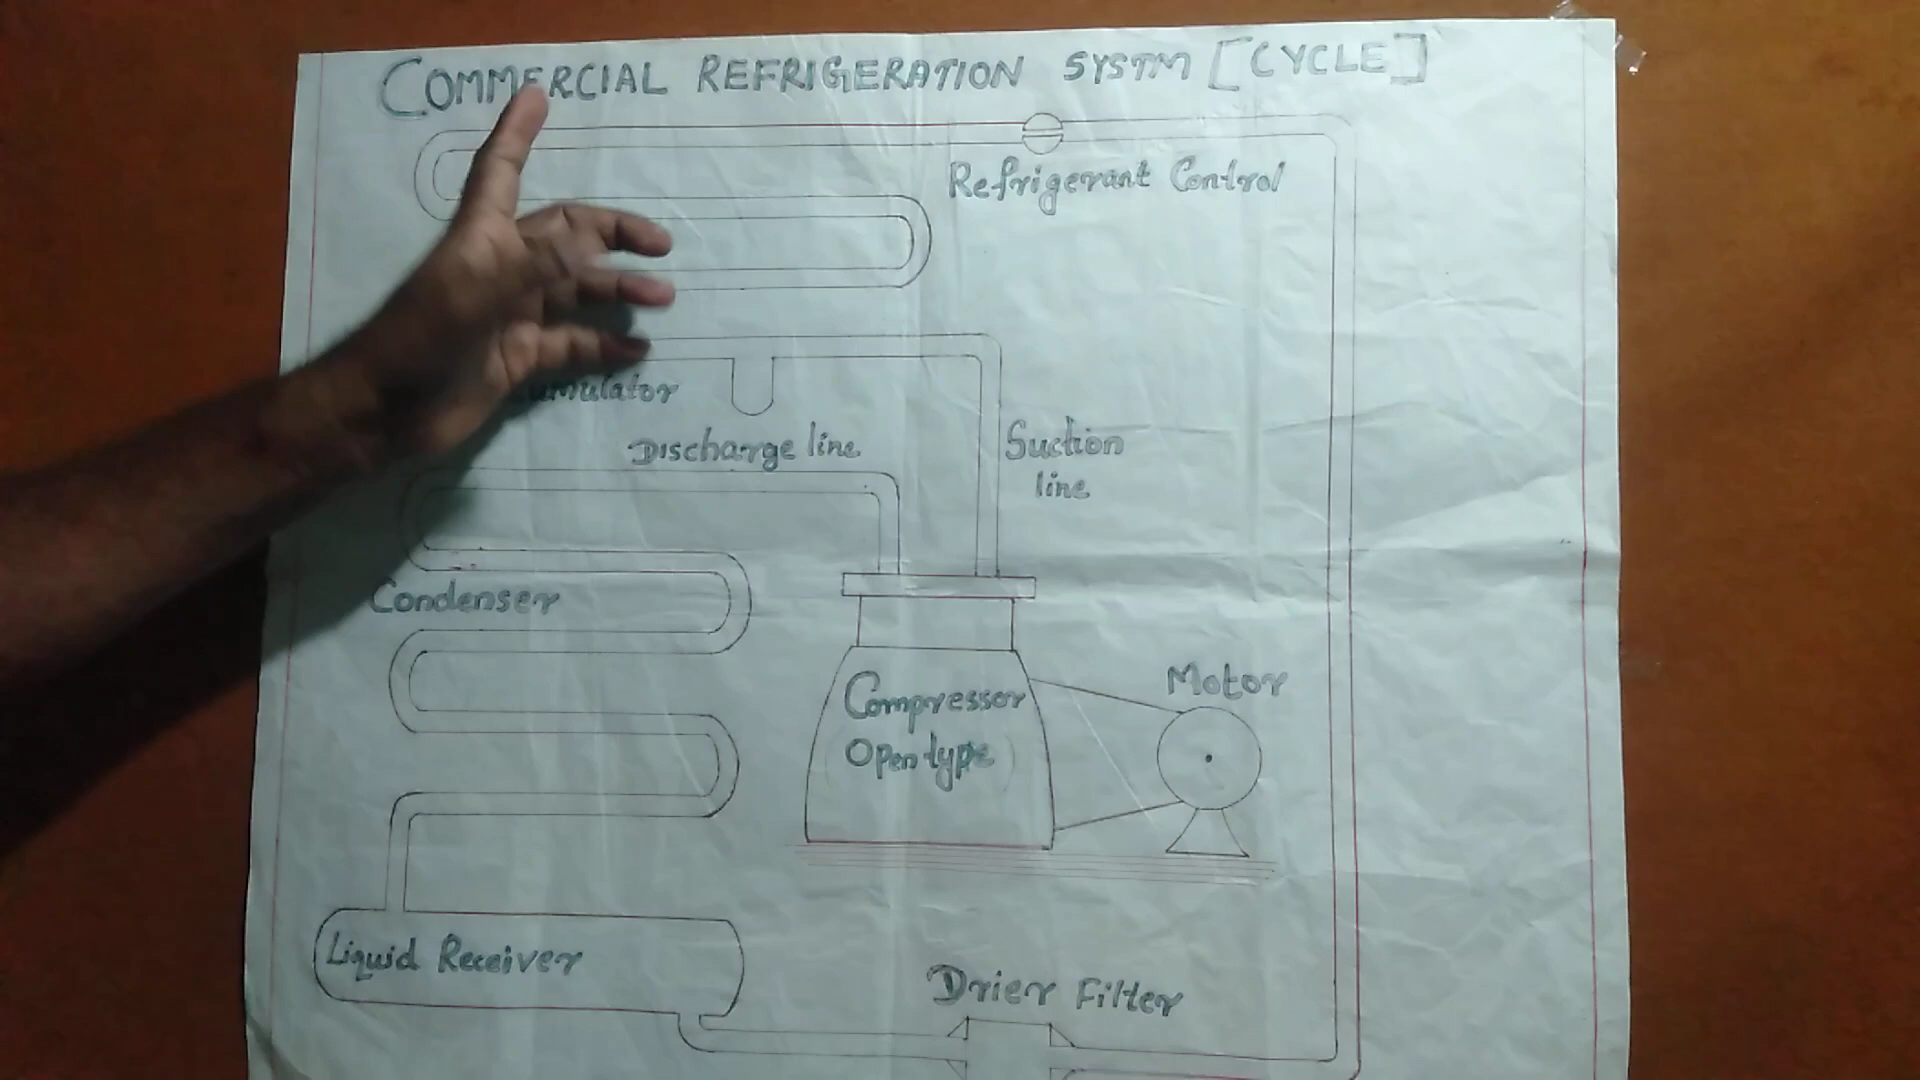 COMMERCIAL REFRIGERATION SYSTM [CYCLE]
Refrigerant Control
Discharge line
Suction
line
Condenser
Motor
Compressor
Open type
Liquid Receiver
Drier Filter